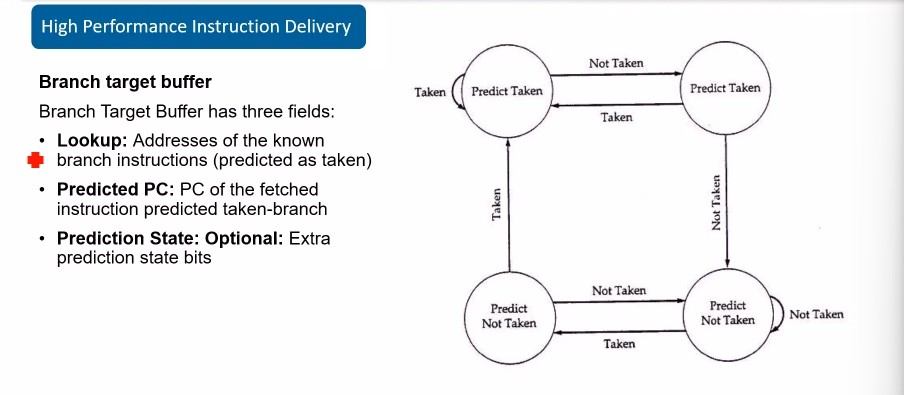 High Performance Instruction Delivery
Branch target buffer
Branch Target Buffer has three fields:
• Lookup: Addresses of the known
branch instructions (predicted as taken)
• Predicted PC: PC of the fetched
instruction predicted taken-branch
• Prediction State: Optional: Extra
prediction state bits
Taken
Predict Taken
Not Taken
Predict Taken
Taken
Taken
Not Taken
Predict
Not Taken
Not Taken
Predict
Not Taken
Not Taken
Taken